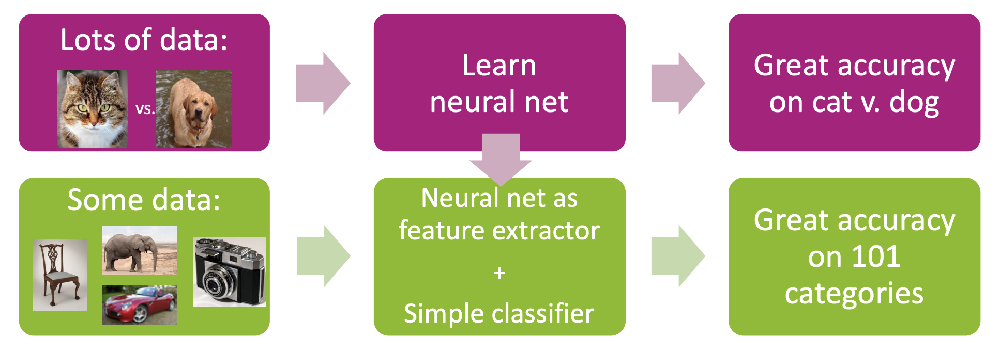 Lots of data:
vs.
Learn
neural net
Great accuracy
on cat v. dog
Some data:
Neural net as
feature extractor
+
Simple classifier
Great accuracy
on 101
categories